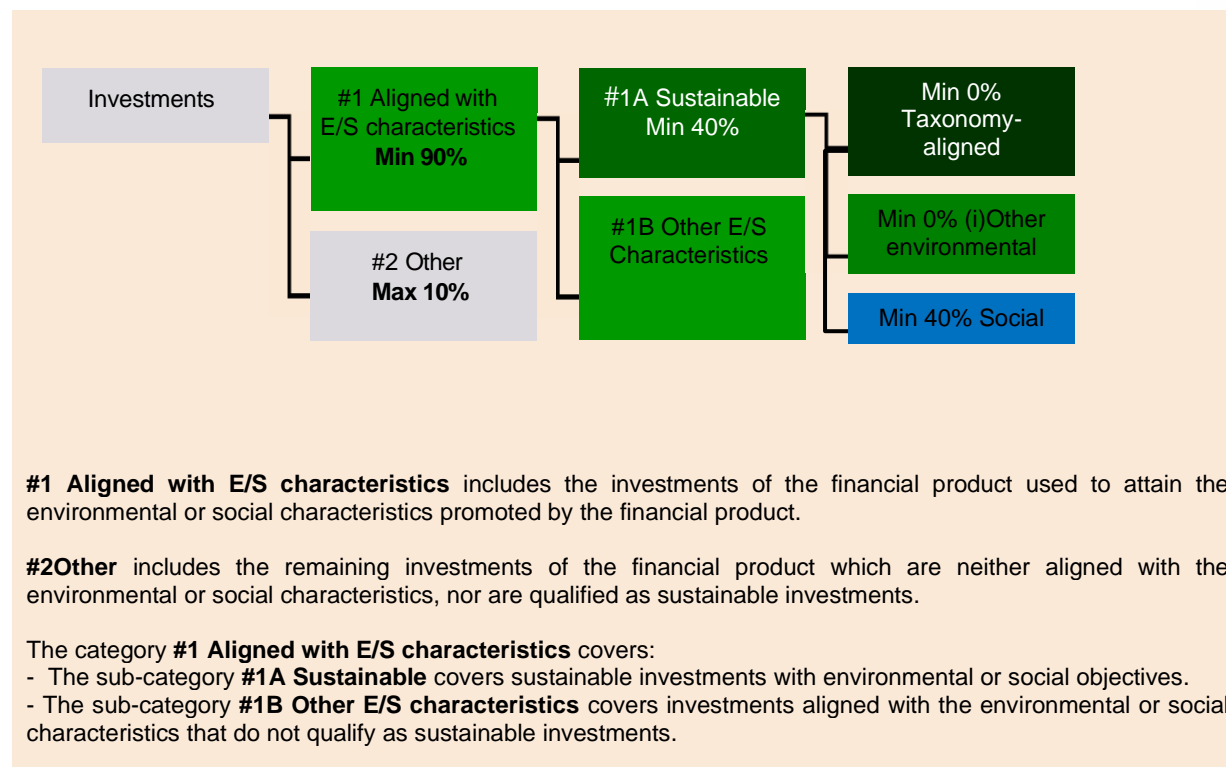 Investments
#1 Aligned with
E/S characteristics
Min 90%
#2 Other
Max 10%
#1A Sustainable
Min 40%
#1B Other E/S
Characteristics
Min 0%
Taxonomy-
aligned
Min 0% (i)Other
environmental
Min 40% Social
#1 Aligned with E/S characteristics includes the investments of the financial product used to attain the
environmental or social characteristics promoted by the financial product.
#2Other includes the remaining investments of the financial product which are neither aligned with the
environmental or social characteristics, nor are qualified as sustainable investments.
The category #1 Aligned with E/S characteristics covers:
- The sub-category #1A Sustainable covers sustainable investments with environmental or social objectives.
- The sub-category #1B Other E/S characteristics covers investments aligned with the environmental or social
characteristics that do not qualify as sustainable investments.